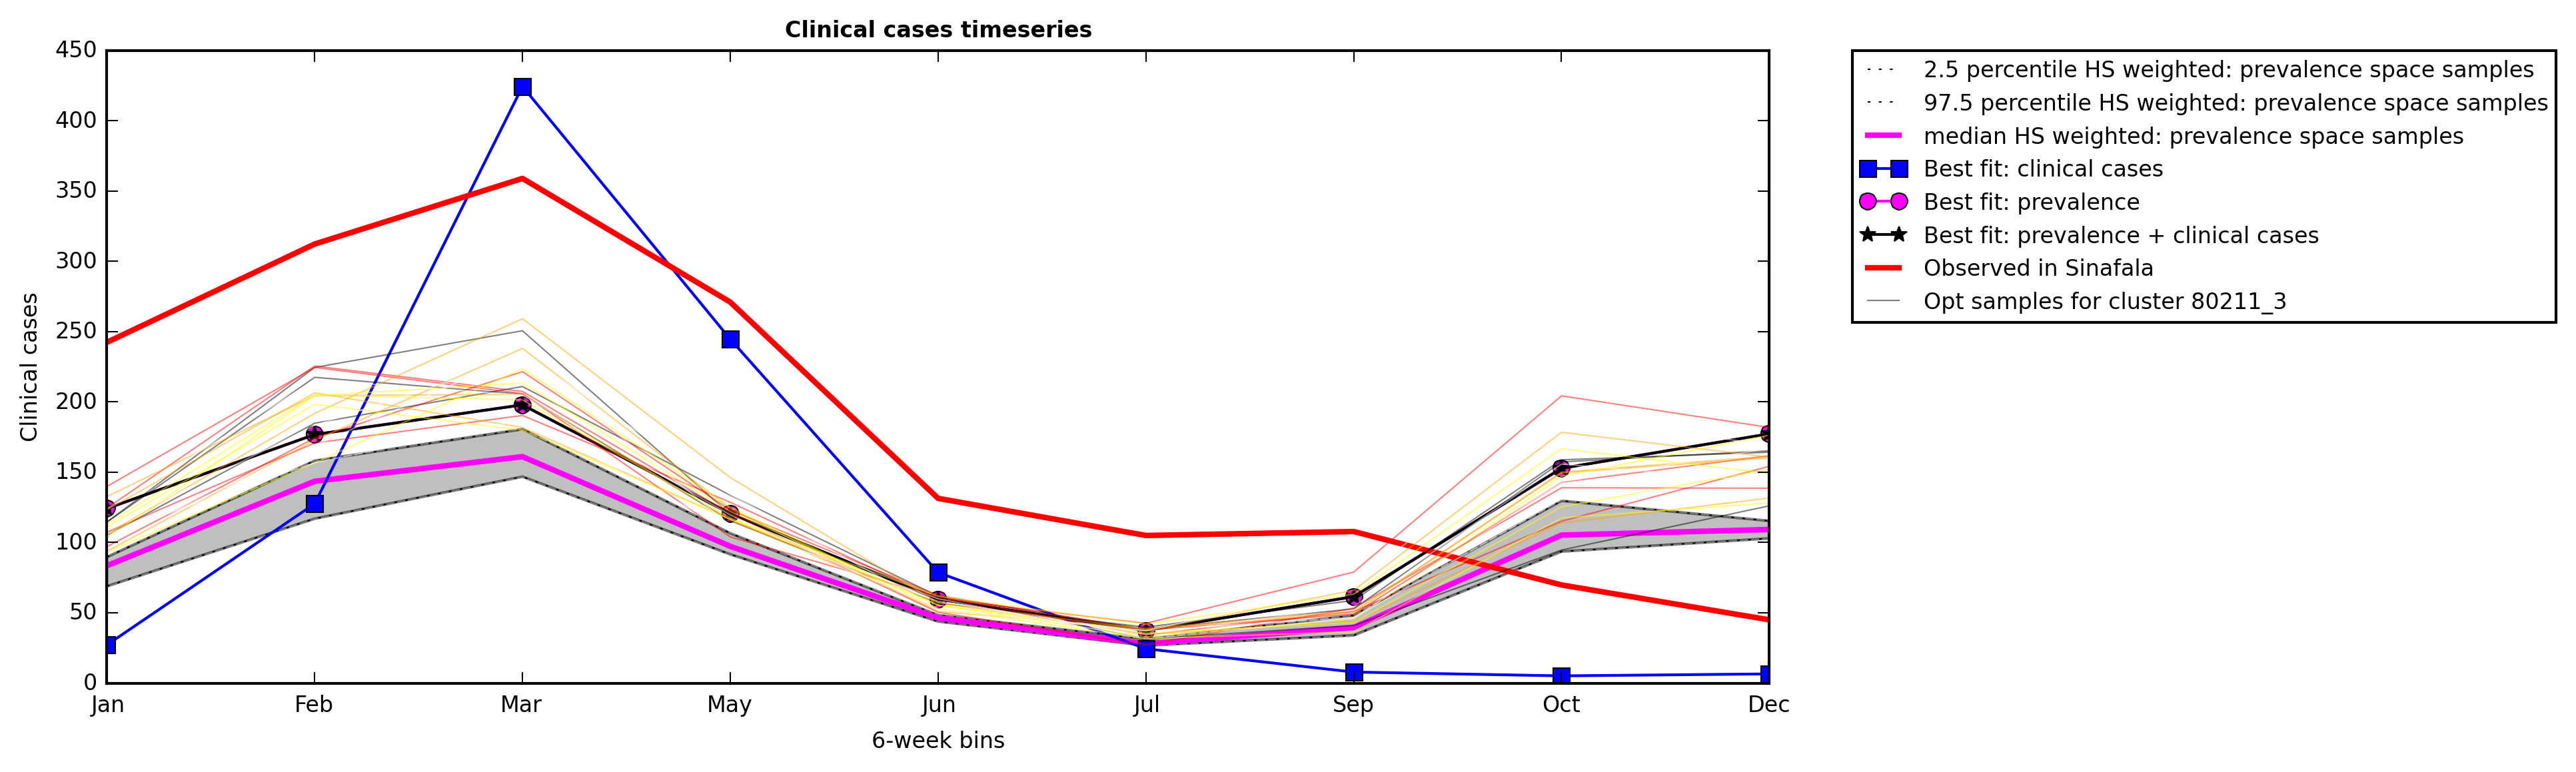 Clinical cases timeseries
450
400
350
300
250
200
150
100
50
0
Clinical cases
Jan Feb Mar May Jun Jul Sep Oct Dec
6-week bins
2.5 percentile HS weighted: prevalence space samples
97.5 percentile HS weighted: prevalence space samples
median HS weighted: prevalence space samples
Best fit: clinical cases
Best fit: prevalence
Best fit: prevalence + clinical cases
Observed in Sinafala
Opt samples for cluster 80211_3